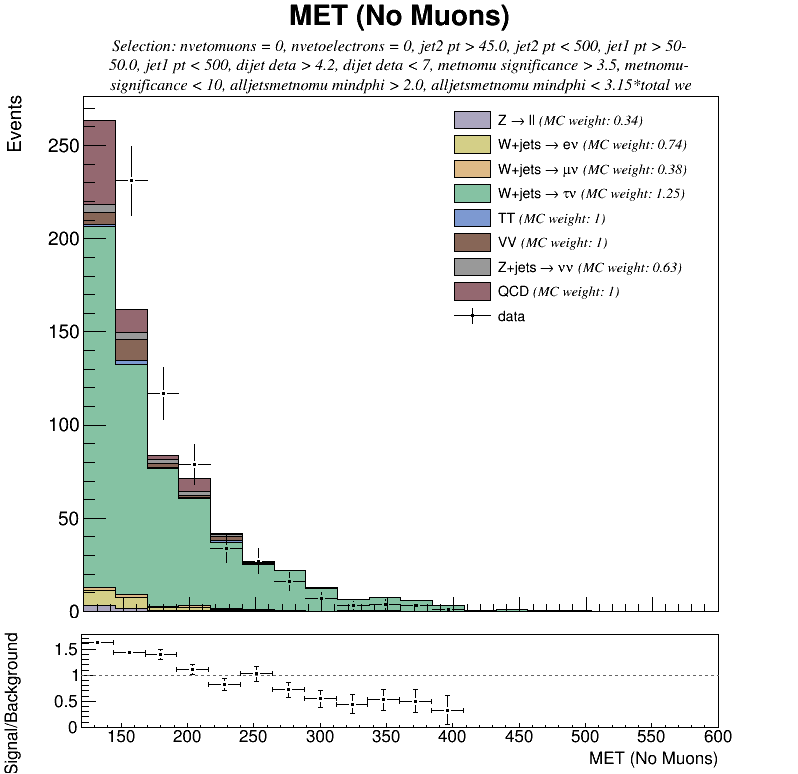 MET (No Muons)
Selection: nvetomuons = 0, nvetoelectrons = 0, jet2 pt > 45.0, jet2 pt < 500, jet1 pt > 50-
50.0, jet1 pt < 500, dijet deta > 4.2, dijet deta < 7, metnomu significance > 3.5, metnomu-
significance < 10, alljetsmetnomu mindphi > 2.0, alljetsmetnomu mindphi < 3.15*total we
Events
250
200
150
100
50
0
Z → ll (MC weight: 0.34)
W+jets → eν (MC weight: 0.74)
W+jets → μν (MC weight: 0.38)
W+jets → τν (MC weight: 1.25)
TT (MC weight: 1)
VV (MC weight: 1)
Z+jets → νν (MC weight: 0.63)
QCD (MC weight: 1)
data
Signal/Background
1.5
1
0.5
0
150 200 250 300 350 400 450 500 550 600
MET (No Muons)